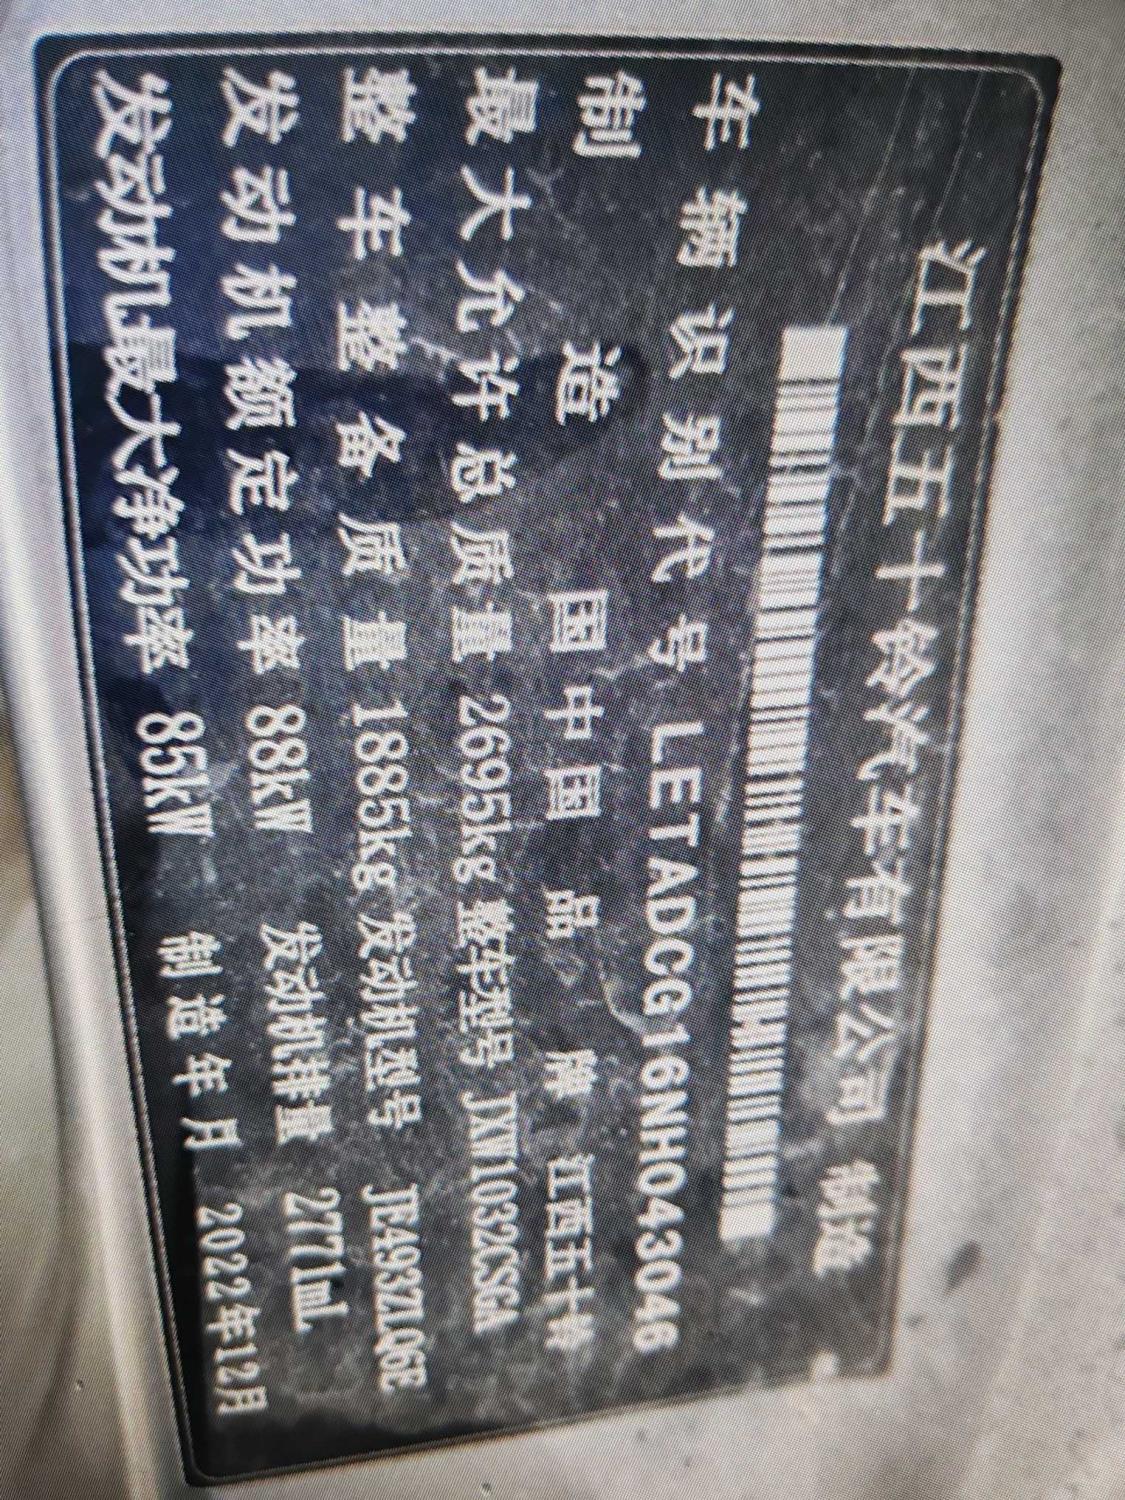 江西五十铃汽车有限公司 制造
车辆识别代号 LETADCG16NH043046
制造国 中国 品牌 江西五十铃
最大允许总质量 2695kg 整车型号 JXW1032CSGA
整车整备质量 1885kg 发动机型号 JE493ZLQ6E
发动机额定功率 88kW 发动机排量 2771mL
发动机最大净功率 85kW 制造年月 2022年12月